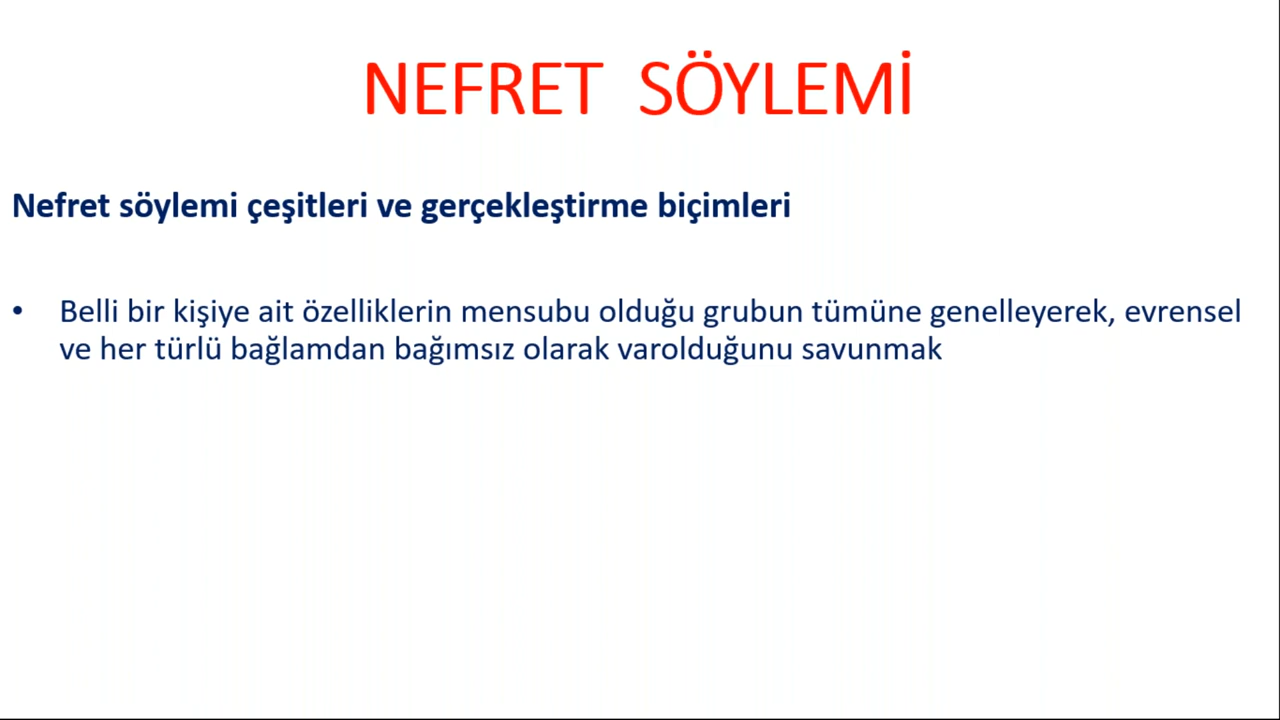 NEFRET SÖYLEMİ
Nefret söylemi çeşitleri ve gerçekleştirme biçimleri
• Belli bir kişiye ait özelliklerin mensubu olduğu grubun tümüne genelleyerek, evrensel
ve her türlü bağlamdan bağımsız olarak varolduğunu savunmak